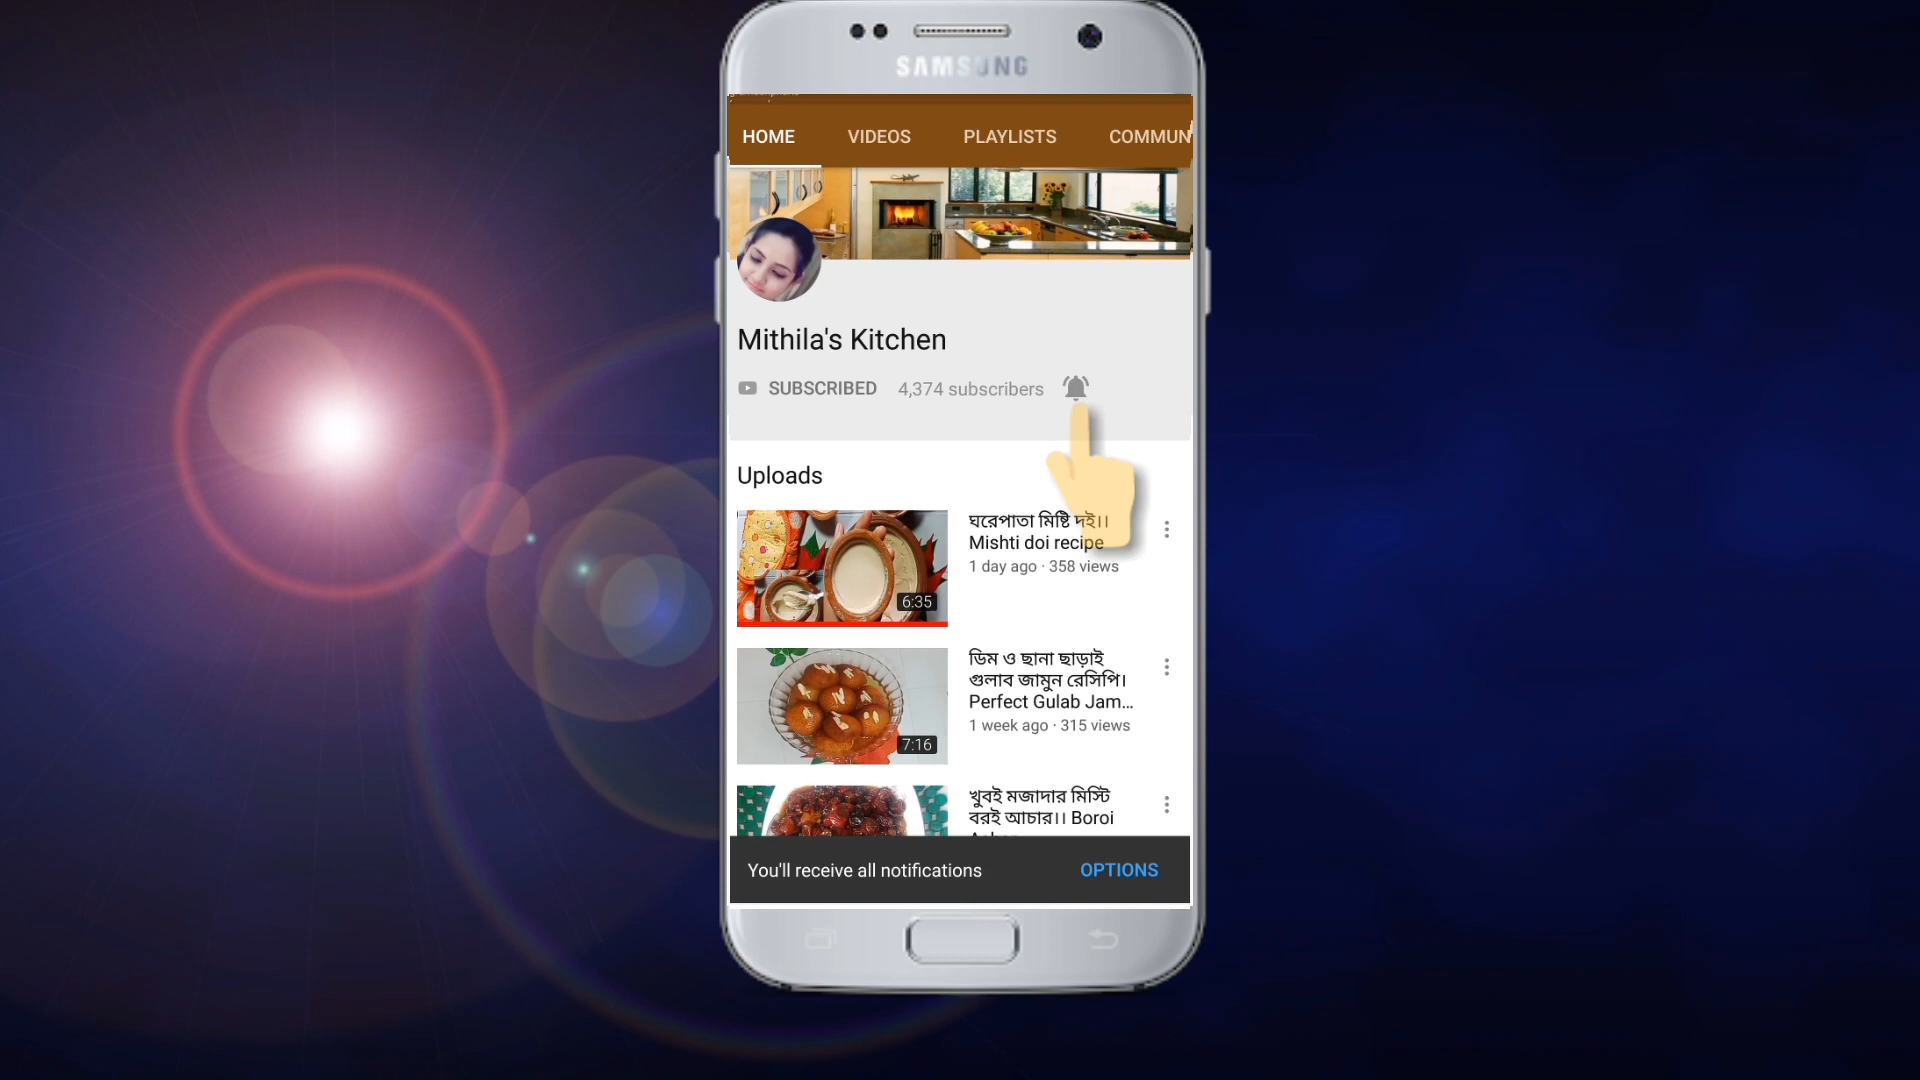 SAMSUNG
HOME VIDEOS PLAYLISTS COMMUN
Mithila's Kitchen
SUBSCRIBED 4,374 subscribers
Uploads
ঘরেপাতা মিষ্টি দই।।
Mishti doi recipe
1 day ago · 358 views
6:35
ডিম ও ছানা ছাড়াই
গুলাব জামুন রেসিপি।
Perfect Gulab Jam...
1 week ago · 315 views
7:16
খুবই মজাদার মিস্টি
বরই আচার।। Boroi
You'll receive all notifications OPTIONS